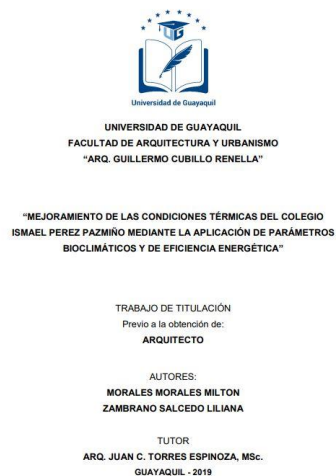 UG
Universidad de Guayaquil
UNIVERSIDAD DE GUAYAQUIL
FACULTAD DE ARQUITECTURA Y URBANISMO
“ARQ. GUILLERMO CUBILLO RENELLA”
“MEJORAMIENTO DE LAS CONDICIONES TÉRMICAS DEL COLEGIO
ISMAEL PEREZ PAZMIÑO MEDIANTE LA APLICACIÓN DE PARÁMETROS
BIOCLIMÁTICOS Y DE EFICIENCIA ENERGÉTICA”
TRABAJO DE TITULACIÓN
Previo a la obtención de:
ARQUITECTO
AUTORES:
MORALES MORALES MILTON
ZAMBRANO SALCEDO LILIANA
TUTOR
ARQ. JUAN C. TORRES ESPINOZA, MSc.
GUAYAQUIL - 2019